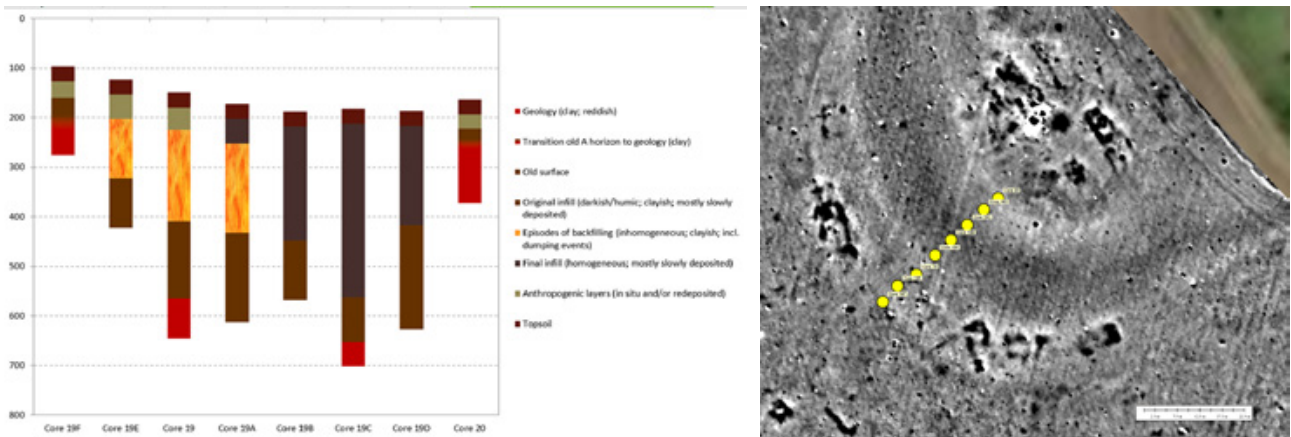 0
100
200
300
400
500
600
700
800
Core 19F Core 19E Core 19 Core 19A Core 19B Core 19C Core 19D Core 20
Geology (clay; reddish)
Transition old A horizon to geology (clay)
Old surface
Original infill (darkish/humic; clayish; mostly slowly
deposited)
Episodes of backfilling (inhomogeneous; clayish; incl.
dumping events)
Final infill (homogeneous; mostly slowly deposited)
Anthropogenic layers (in situ and/or redeposited)
Topsoil